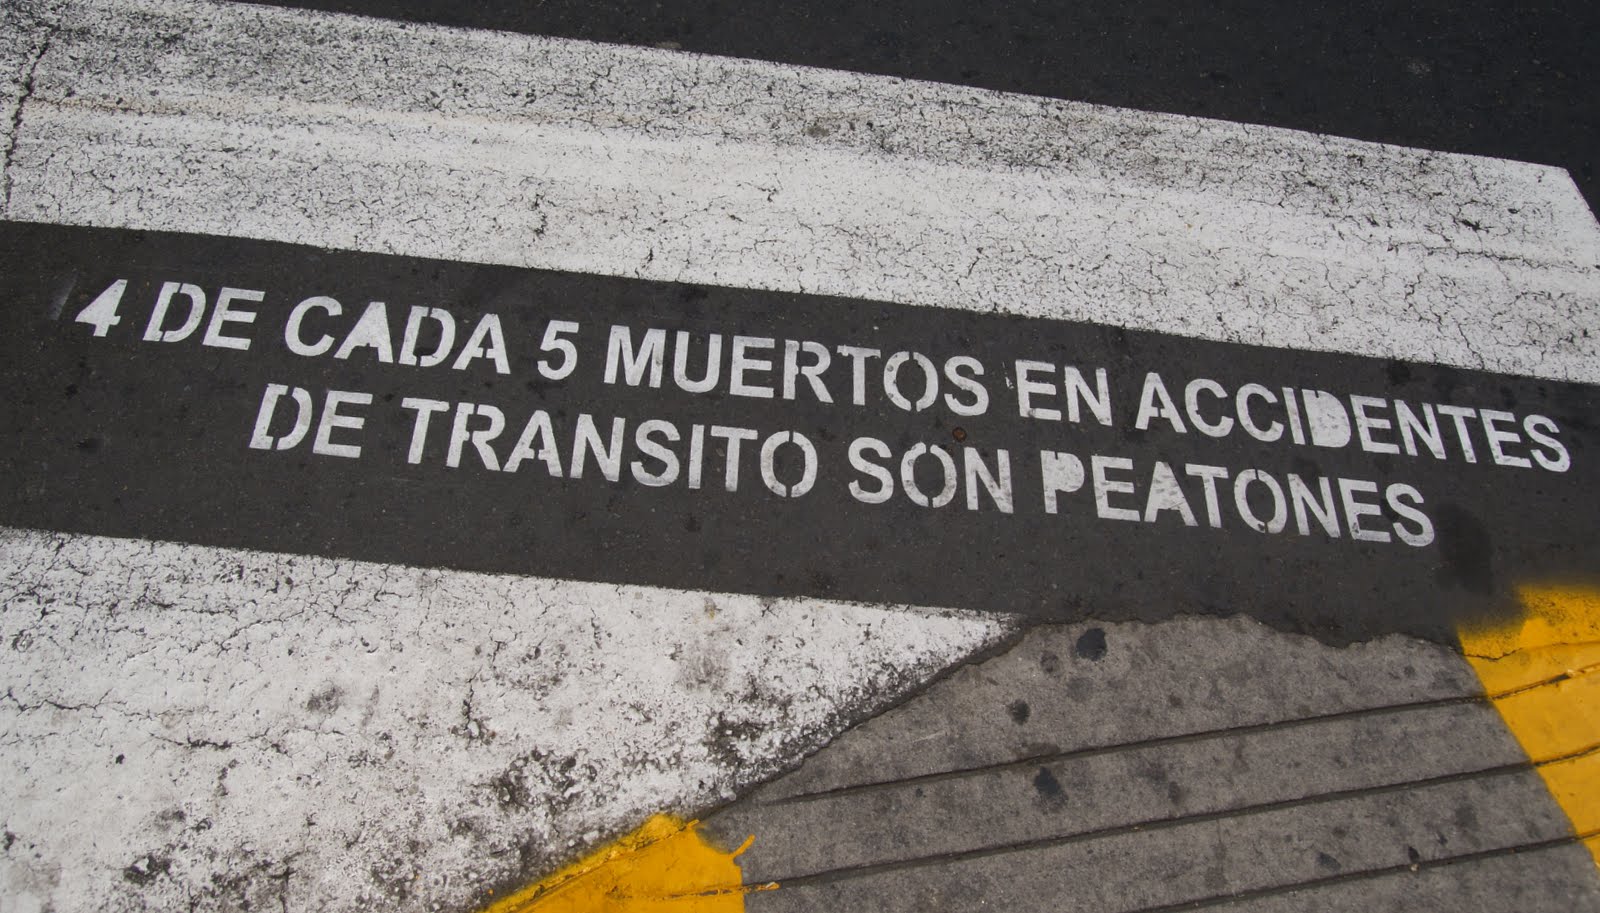 4 DE CADA 5 MUERTOS EN ACCIDENTES
DE TRANSITO SON PEATONES